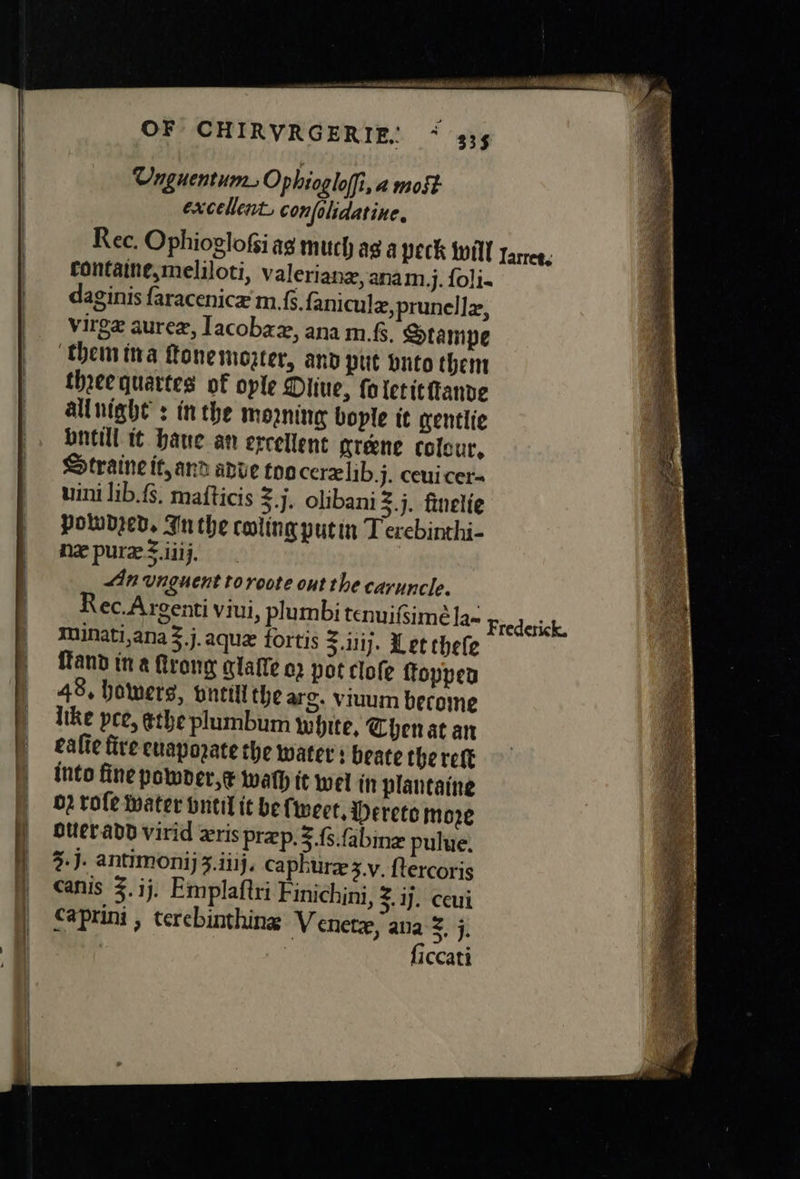 OF CHIRVRGERIE. 335
Vnguentum Ophioglossi, a most
excellent consolidatiue.
Rec. Ophioglossi as much as a peck will
containe, meliloti, valerianæ, ana m.j. soli-
daginis saracenicæ m.ſs. saniculæ, prunellæ,
virgæ aureæ, Iacobææ, ana m.ſs. Stampe
them in a stone morter, and put vnto them
three quartes of oyle Oliue, so let it stande
all night : in the morning boyle it gentlie
vntill it haue an excellent gréene colour,
Straine it, and adde too ceræ lib.j. ceui cer-
uini lib.ſs. masticis ℥.j. olibani ℥.j. finelie
powdred. In the cooling put in Terebinthi-
næ puræ ℥.iiij.
An vnguent to roote out the caruncle.
Rec. Argenti viui, plumbi tenuissimè la-
minati, ana ℥.j. aquæ fortis ℥.iiij. Let these
stand in a strong glasse or pot close stopped
48. howers, vntill the arg. viuum become
like yce, & the plumbum white, Then at an
easie fire euaporate the water : beate the rest
into fine powder, & wash it wel in plantaine
or rose water vntil it be sweet, Hereto more
ouer add virid æris præp. ℥.ſs. sabinæ pulue.
℥.j. antimonij ʒ.iiij. caphuræ ʒ.v. stercoris
canis ℥.ij. Emplastri Finichini, ℥.ij. ceui
caprini, terebinthinæ Venetæ, ana ℥.j.
siccati
Iarret.
Frederick.